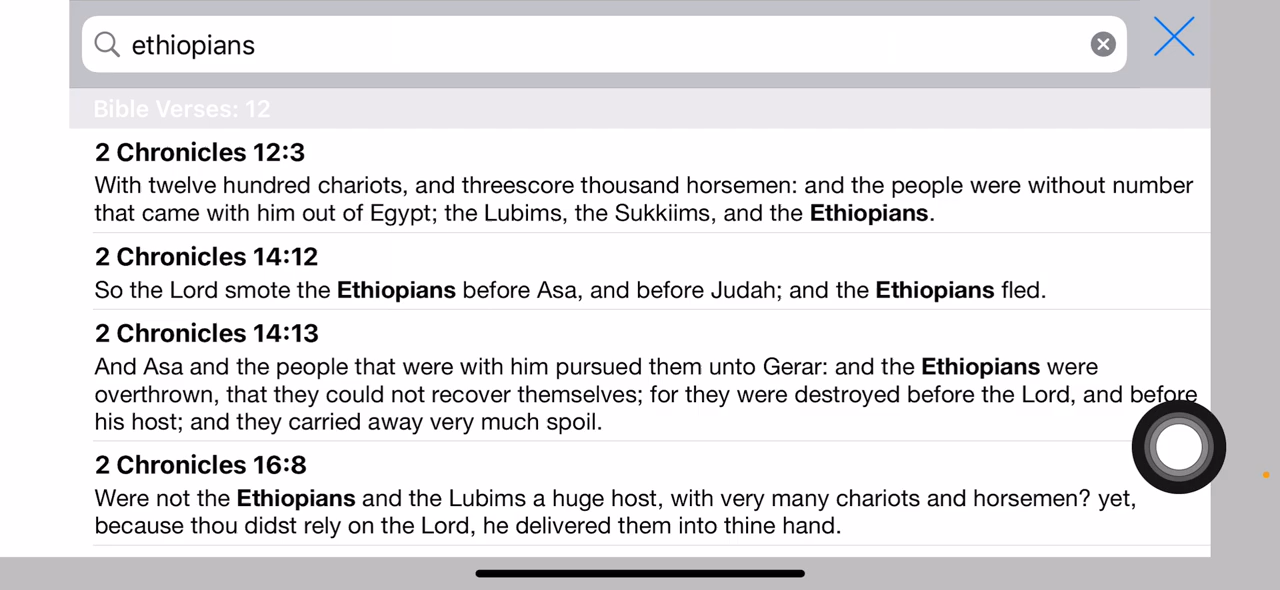 ethiopians
Bible Verses: 12
2 Chronicles 12:3
With twelve hundred chariots, and threescore thousand horsemen: and the people were without number
that came with him out of Egypt; the Lubims, the Sukkiims, and the Ethiopians.
2 Chronicles 14:12
So the Lord smote the Ethiopians before Asa, and before Judah; and the Ethiopians fled.
2 Chronicles 14:13
And Asa and the people that were with him pursued them unto Gerar: and the Ethiopians were
overthrown, that they could not recover themselves; for they were destroyed before the Lord, and before
his host; and they carried away very much spoil.
2 Chronicles 16:8
Were not the Ethiopians and the Lubims a huge host, with very many chariots and horsemen? yet,
because thou didst rely on the Lord, he delivered them into thine hand.